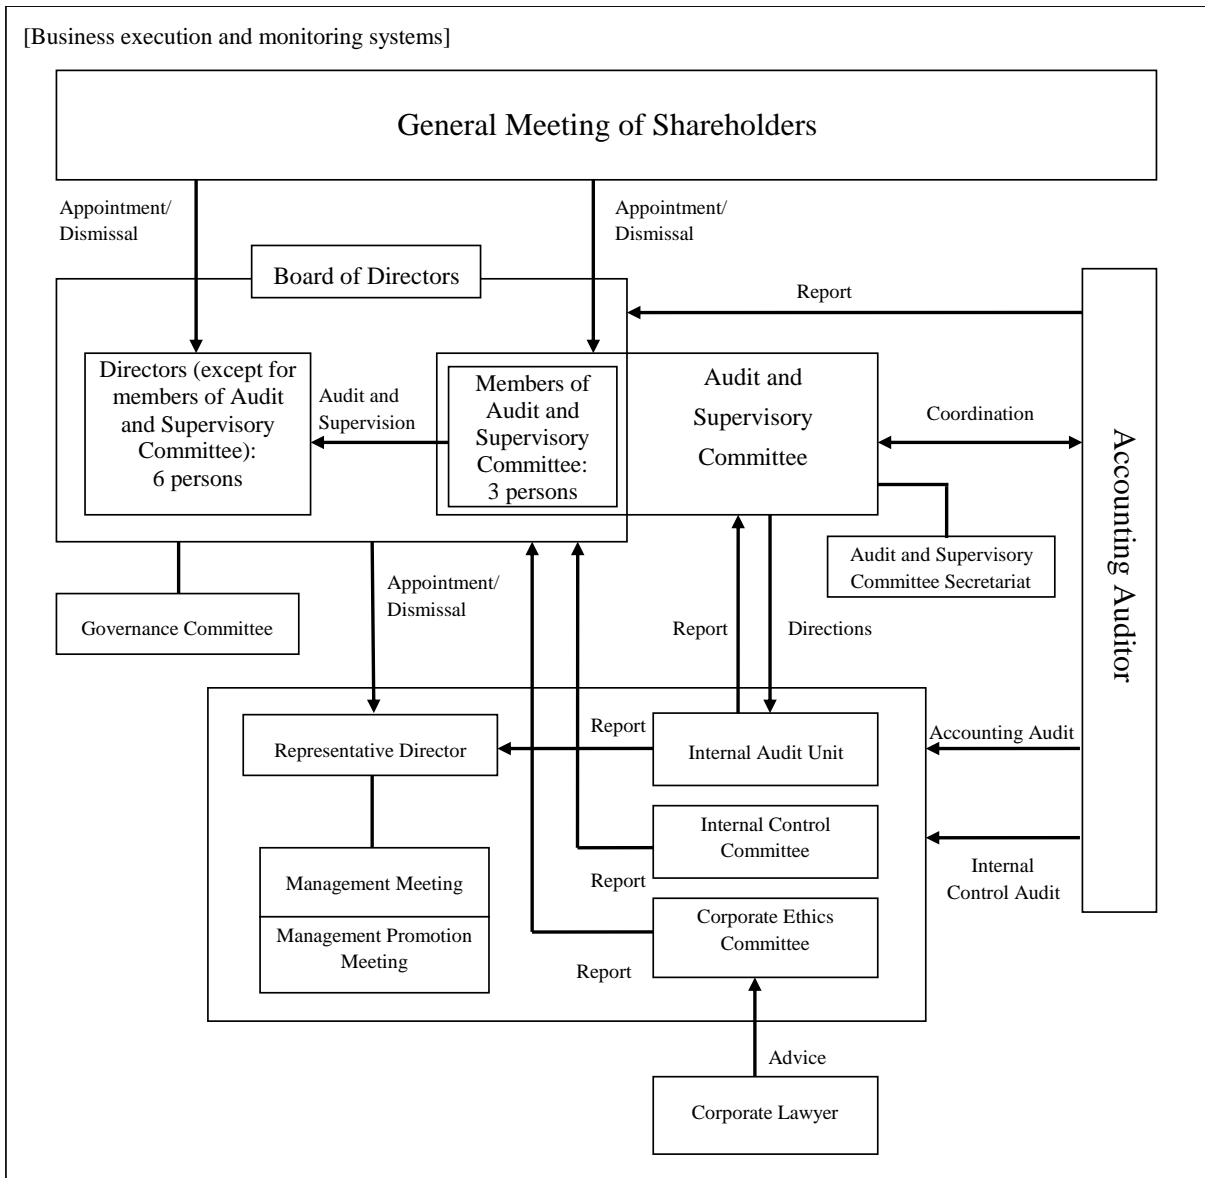 [Business execution and monitoring systems]
General Meeting of Shareholders
Appointment/
Dismissal
Appointment/
Dismissal
Board of Directors
Report
Directors (except for
members of Audit
and Supervisory
Committee):
6 persons
Audit and
Supervision
Members of
Audit and
Supervisory
Committee:
3 persons
Audit and
Supervisory
Committee
Coordination
Accounting Auditor
Audit and Supervisory
Committee Secretariat
Governance Committee
Appointment/
Dismissal
Report
Directions
Representative Director
Report
Internal Audit Unit
Accounting Audit
Internal Control
Committee
Report
Internal
Control Audit
Management Meeting
Management Promotion
Meeting
Corporate Ethics
Committee
Report
Advice
Corporate Lawyer